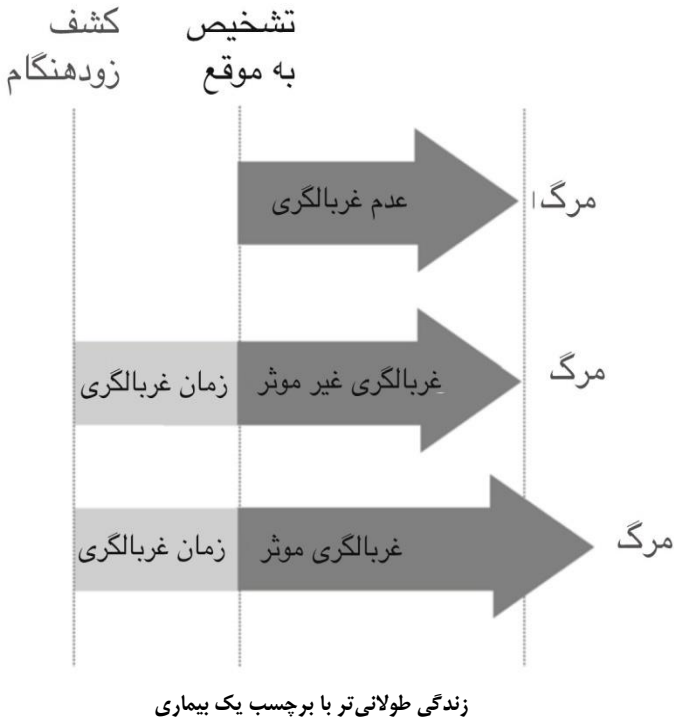 تشخیص
به موقع
کشف
زودهنگام
عدم غربالگری
مرگ
غربالگری غیر موثر
زمان غربالگری
مرگ
غربالگری موثر
زمان غربالگری
مرگ
زندگی طولانی‌تر با برچسب یک بیماری